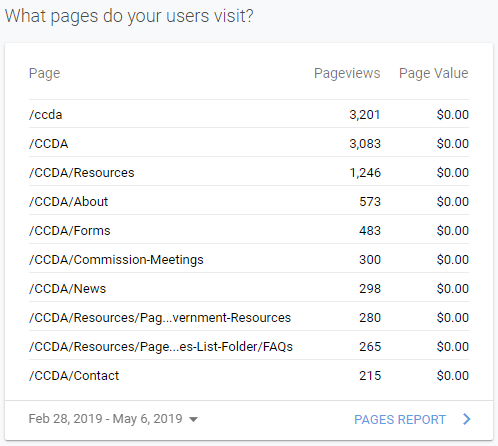 What pages do your users visit?
Page Pageviews Page Value
/ccda 3,201 $0.00
/CCDA 3,083 $0.00
/CCDA/Resources 1,246 $0.00
/CCDA/About 573 $0.00
/CCDA/Forms 483 $0.00
/CCDA/Commission-Meetings 300 $0.00
/CCDA/News 298 $0.00
/CCDA/Resources/Pag...vernment-Resources 280 $0.00
/CCDA/Resources/Page...es-List-Folder/FAQs 265 $0.00
/CCDA/Contact 215 $0.00
Feb 28, 2019 - May 6, 2019 PAGES REPORT